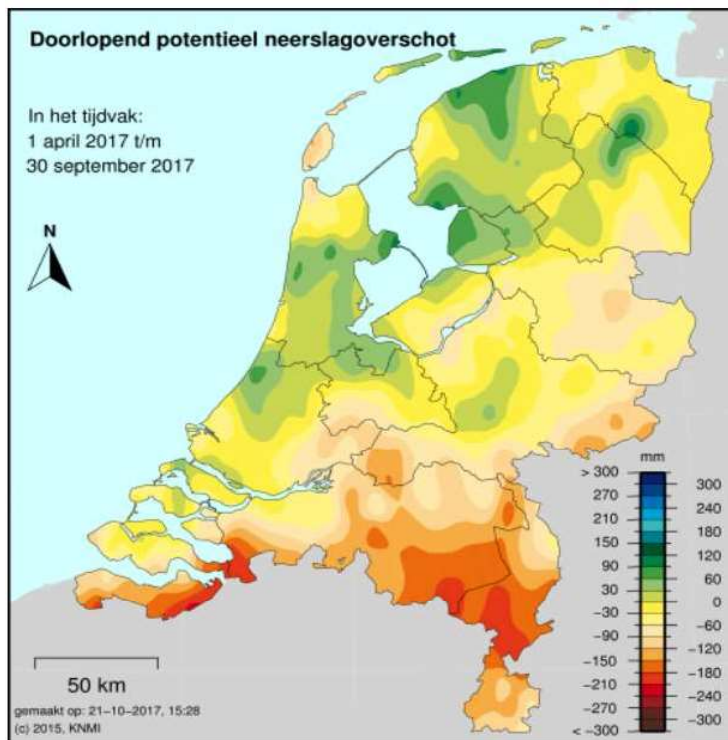 Doorlopend potentieel neerslagoverschot
In het tijdvak:
1 april 2017 t/m
30 september 2017
N
mm
> 300
300
270
240
210
180
150
120
90
60
30
0
−30
−60
−90
−120
−150
−180
−210
−240
−270
−300
< −300
50 km
gemaakt op: 21−10−2017, 15:28
(c) 2015, KNMI